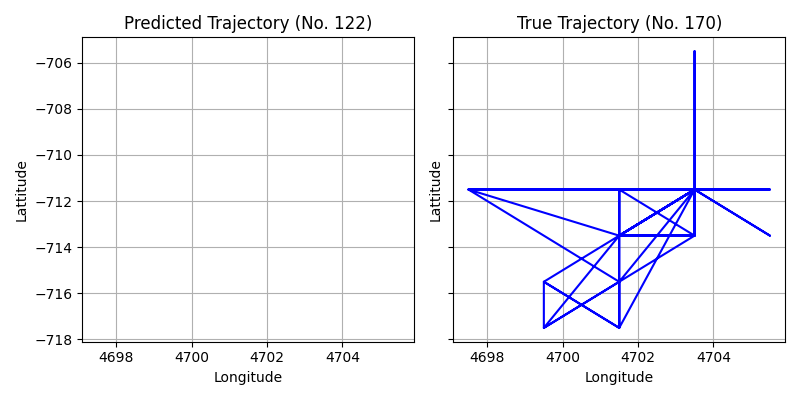 Predicted Trajectory (No. 122)
True Trajectory (No. 170)
−706
−708
−710
−712
−714
−716
−718
Lattitude
Lattitude
4698 4700 4702 4704
4698 4700 4702 4704
Longitude
Longitude